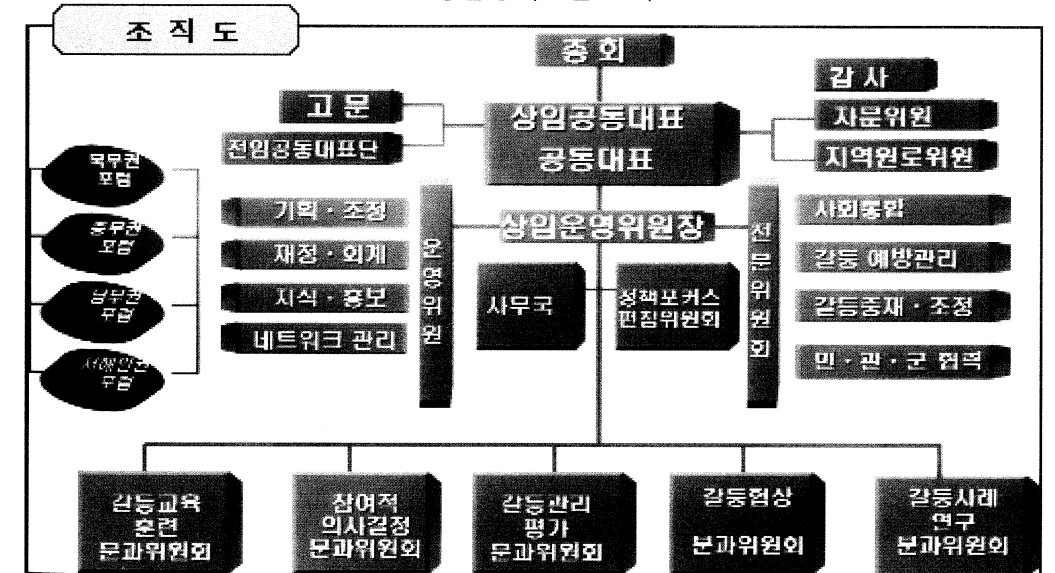 조 직 도
총 회
감 사
고 문
상임공동대표
공동대표
자문위원
전임공동대표단
지역원로위원
북부권
포럼
중부권
포럼
남부권
포럼
서해안권
포럼
기획 · 조정
재정 · 회계
지식 · 홍보
네트워크 관리
운영위원
상임운영위원장
사무국
정책포커스
편집위원회
전문위원회
사회통합
갈등 예방관리
갈등중재 · 조정
민 · 관 · 군 협력
갈등교육
훈련
분과위원회
참여적
의사결정
분과위원회
갈등관리
평가
분과위원회
갈등협상
분과위원회
갈등사례
연구
분과위원회